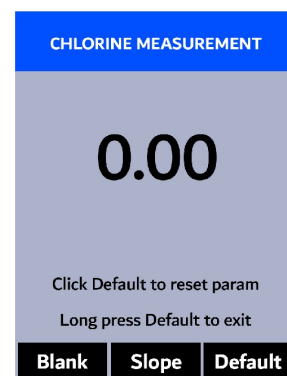 CHLORINE MEASUREMENT
0.00
Click Default to reset param
Long press Default to exit
Blank Slope Default